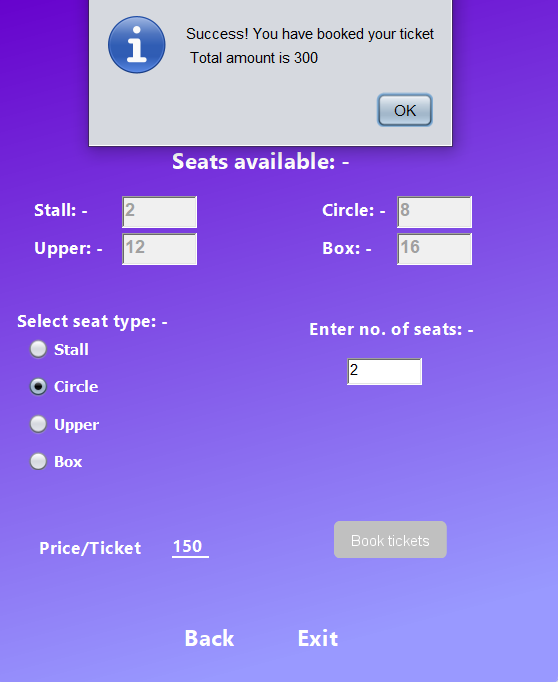 Success! You have booked your ticket
Total amount is 300
OK
Seats available: -
Stall: - 2 Circle: - 8
Upper: - 12 Box: - 16
Select seat type: -
Enter no. of seats: -
Stall
2
Circle
Upper
Box
Price/Ticket 150 Book tickets
Back Exit